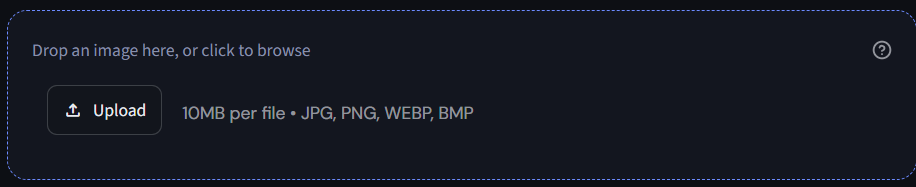 Drop an image here, or click to browse
Upload
10MB per file • JPG, PNG, WEBP, BMP